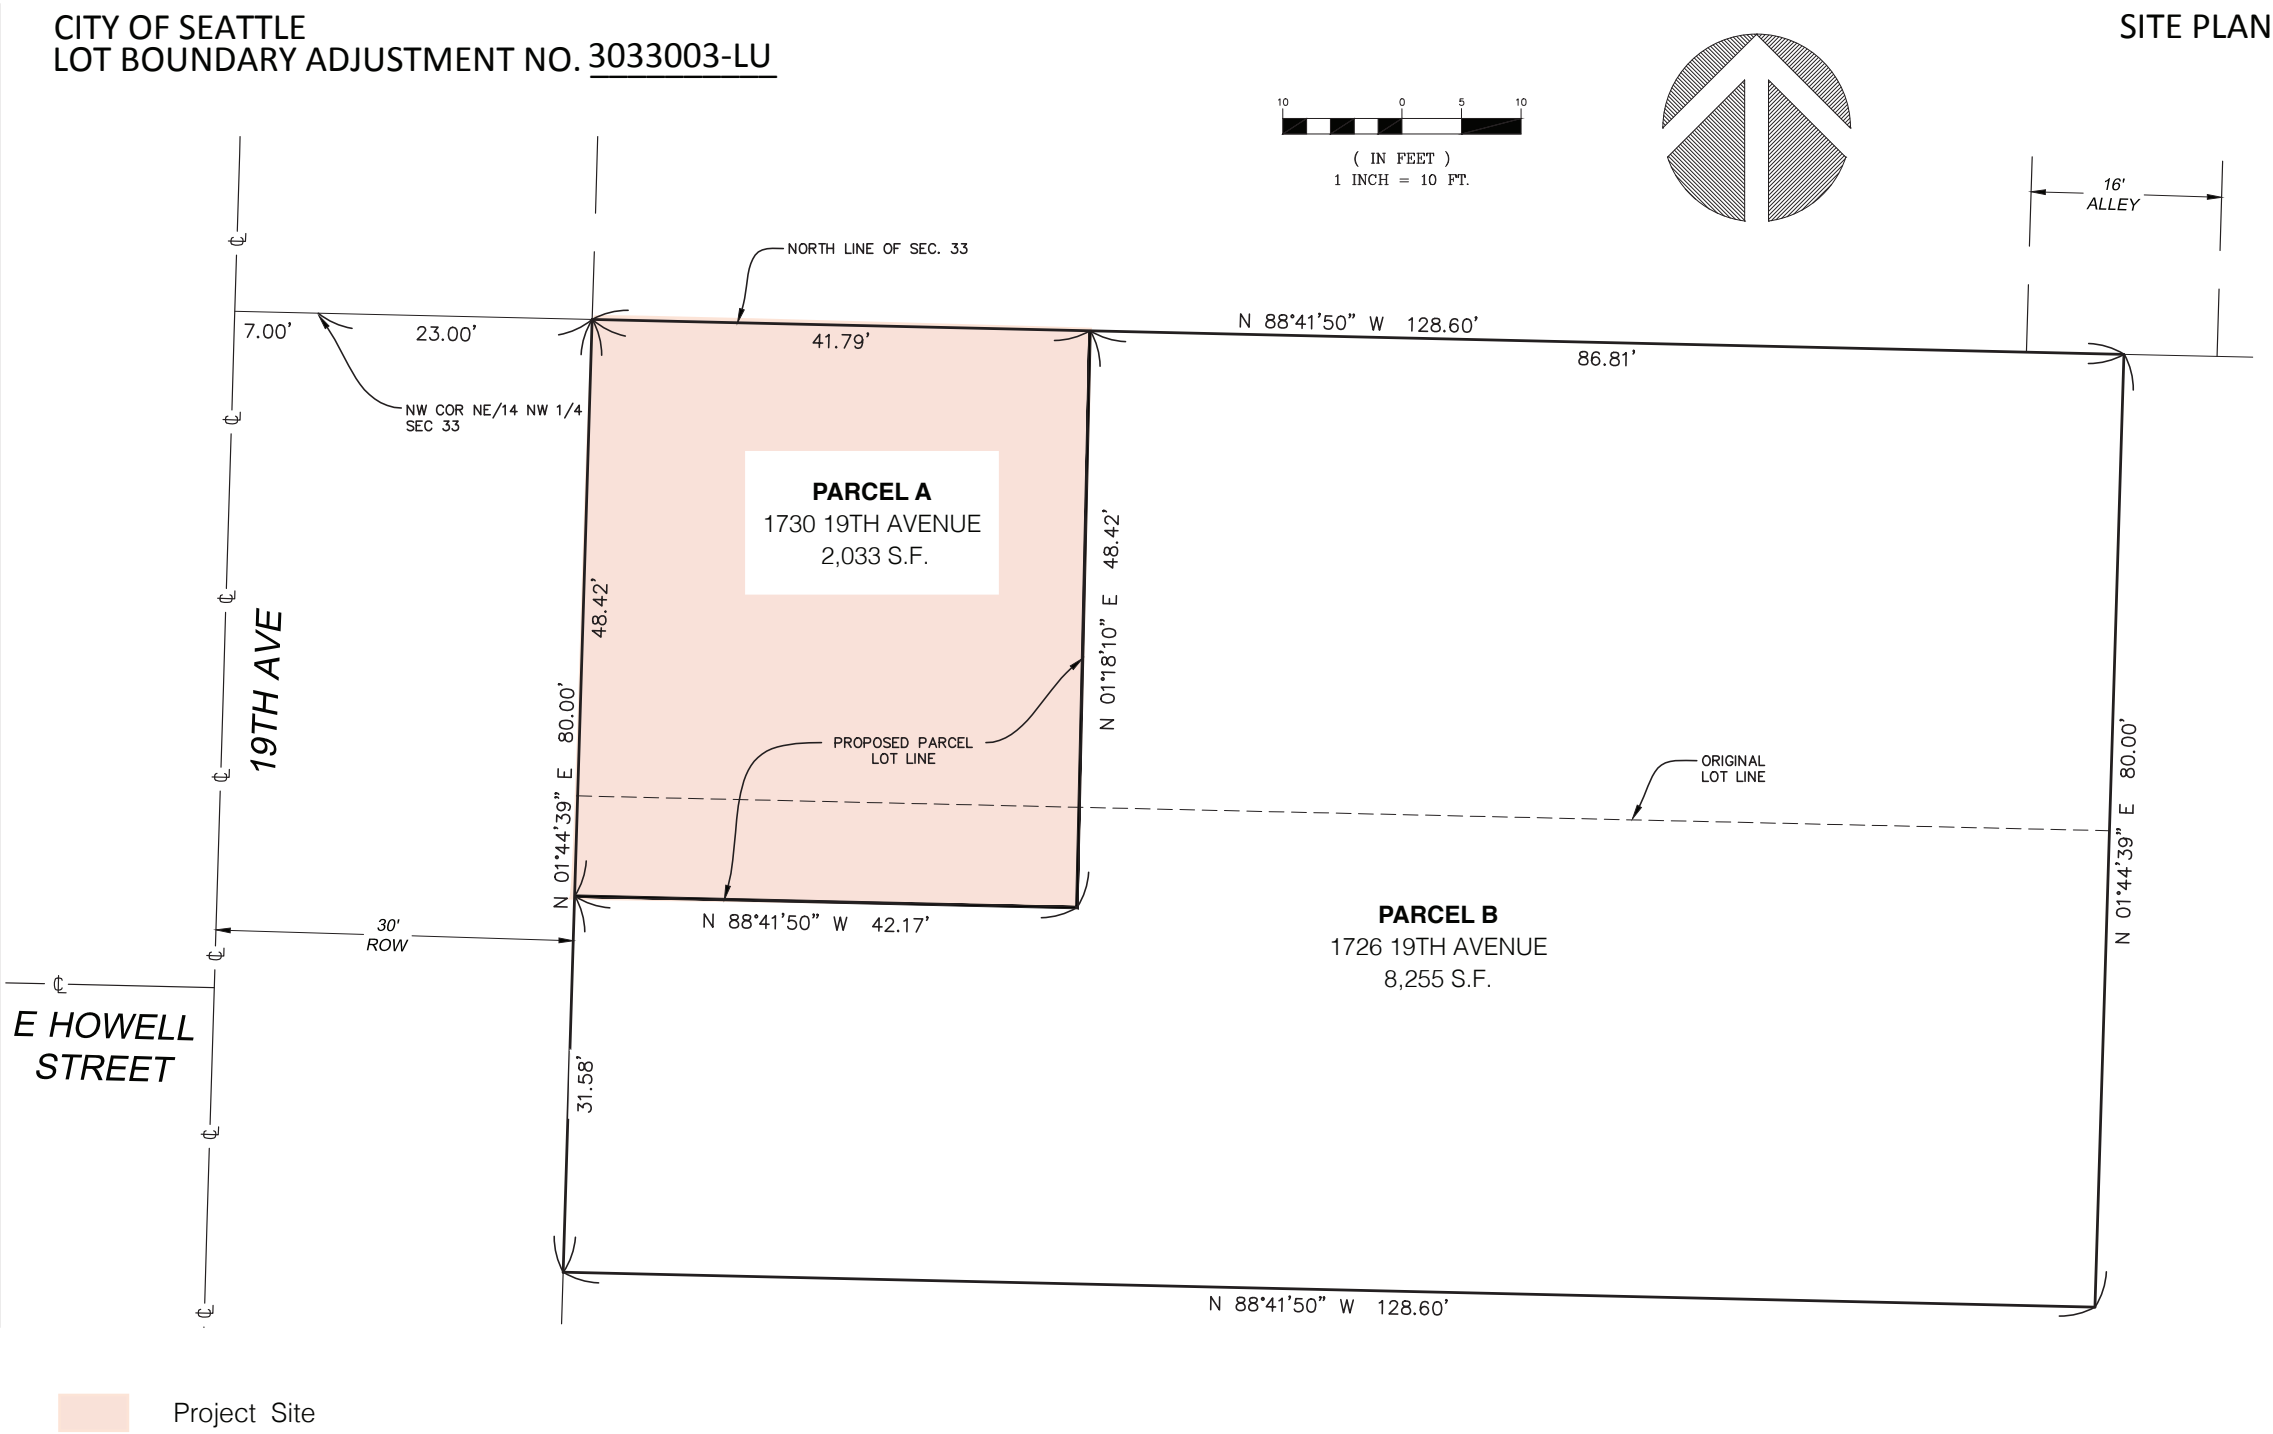 CITY OF SEATTLE
LOT BOUNDARY ADJUSTMENT NO. 3033003-LU
SITE PLAN
10 0 5 10
( IN FEET )
1 INCH = 10 FT.
16'
ALLEY
NORTH LINE OF SEC. 33
7.00’
23.00’
41.79’
N 88°41’50” W 128.60’
86.81’
NW COR NE/14 NW 1/4
SEC 33
PARCEL A
1730 19TH AVENUE
2,033 S.F.
48.42’
N 01°18’10” E 48.42’
19TH AVE
N 01°44’39” E 80.00’
PROPOSED PARCEL
LOT LINE
ORIGINAL
LOT LINE
N 01°44’39” E 80.00’
N 88°41’50” W 42.17’
30'
ROW
PARCEL B
1726 19TH AVENUE
8,255 S.F.
E HOWELL
STREET
31.58’
N 88°41’50” W 128.60’
Project Site